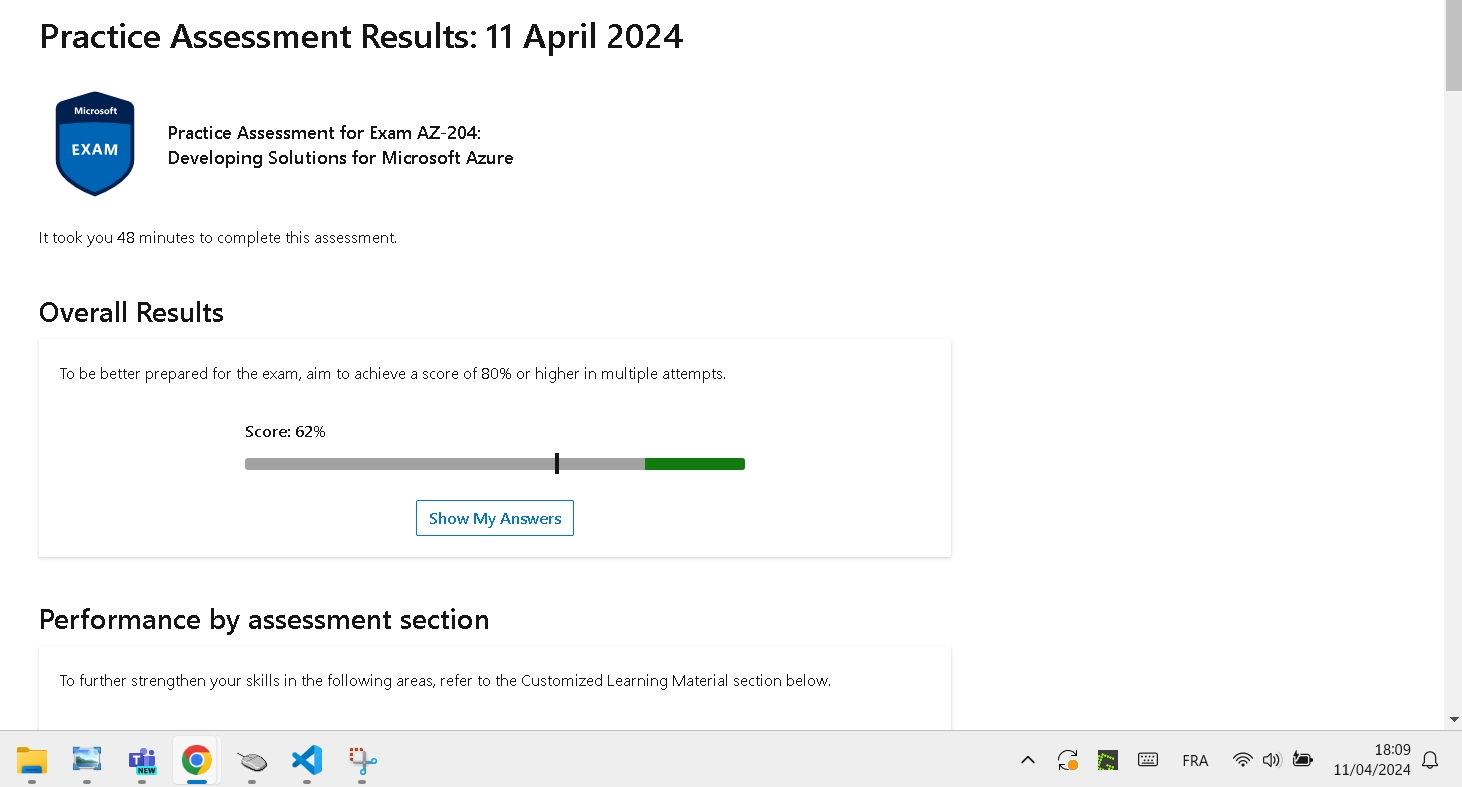 Practice Assessment Results: 11 April 2024
Microsoft
EXAM
Practice Assessment for Exam AZ-204:
Developing Solutions for Microsoft Azure
It took you 48 minutes to complete this assessment.
Overall Results
To be better prepared for the exam, aim to achieve a score of 80% or higher in multiple attempts.
Score: 62%
Show My Answers
Performance by assessment section
To further strengthen your skills in the following areas, refer to the Customized Learning Material section below.
NEW
FRA
18:09
11/04/2024